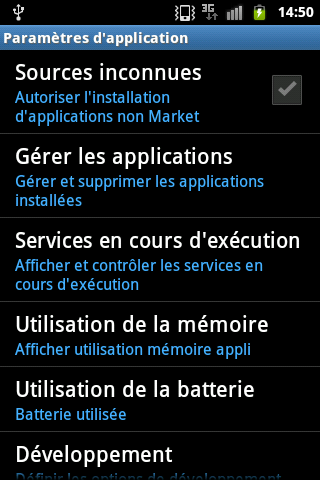 3G 14:50
Paramètres d'application
Sources inconnues
Autoriser l'installation
d'applications non Market
Gérer les applications
Gérer et supprimer les applications
installées
Services en cours d'exécution
Afficher et contrôler les services en
cours d'exécution
Utilisation de la mémoire
Afficher utilisation mémoire appli
Utilisation de la batterie
Batterie utilisée
Développement
Définir les options de développement